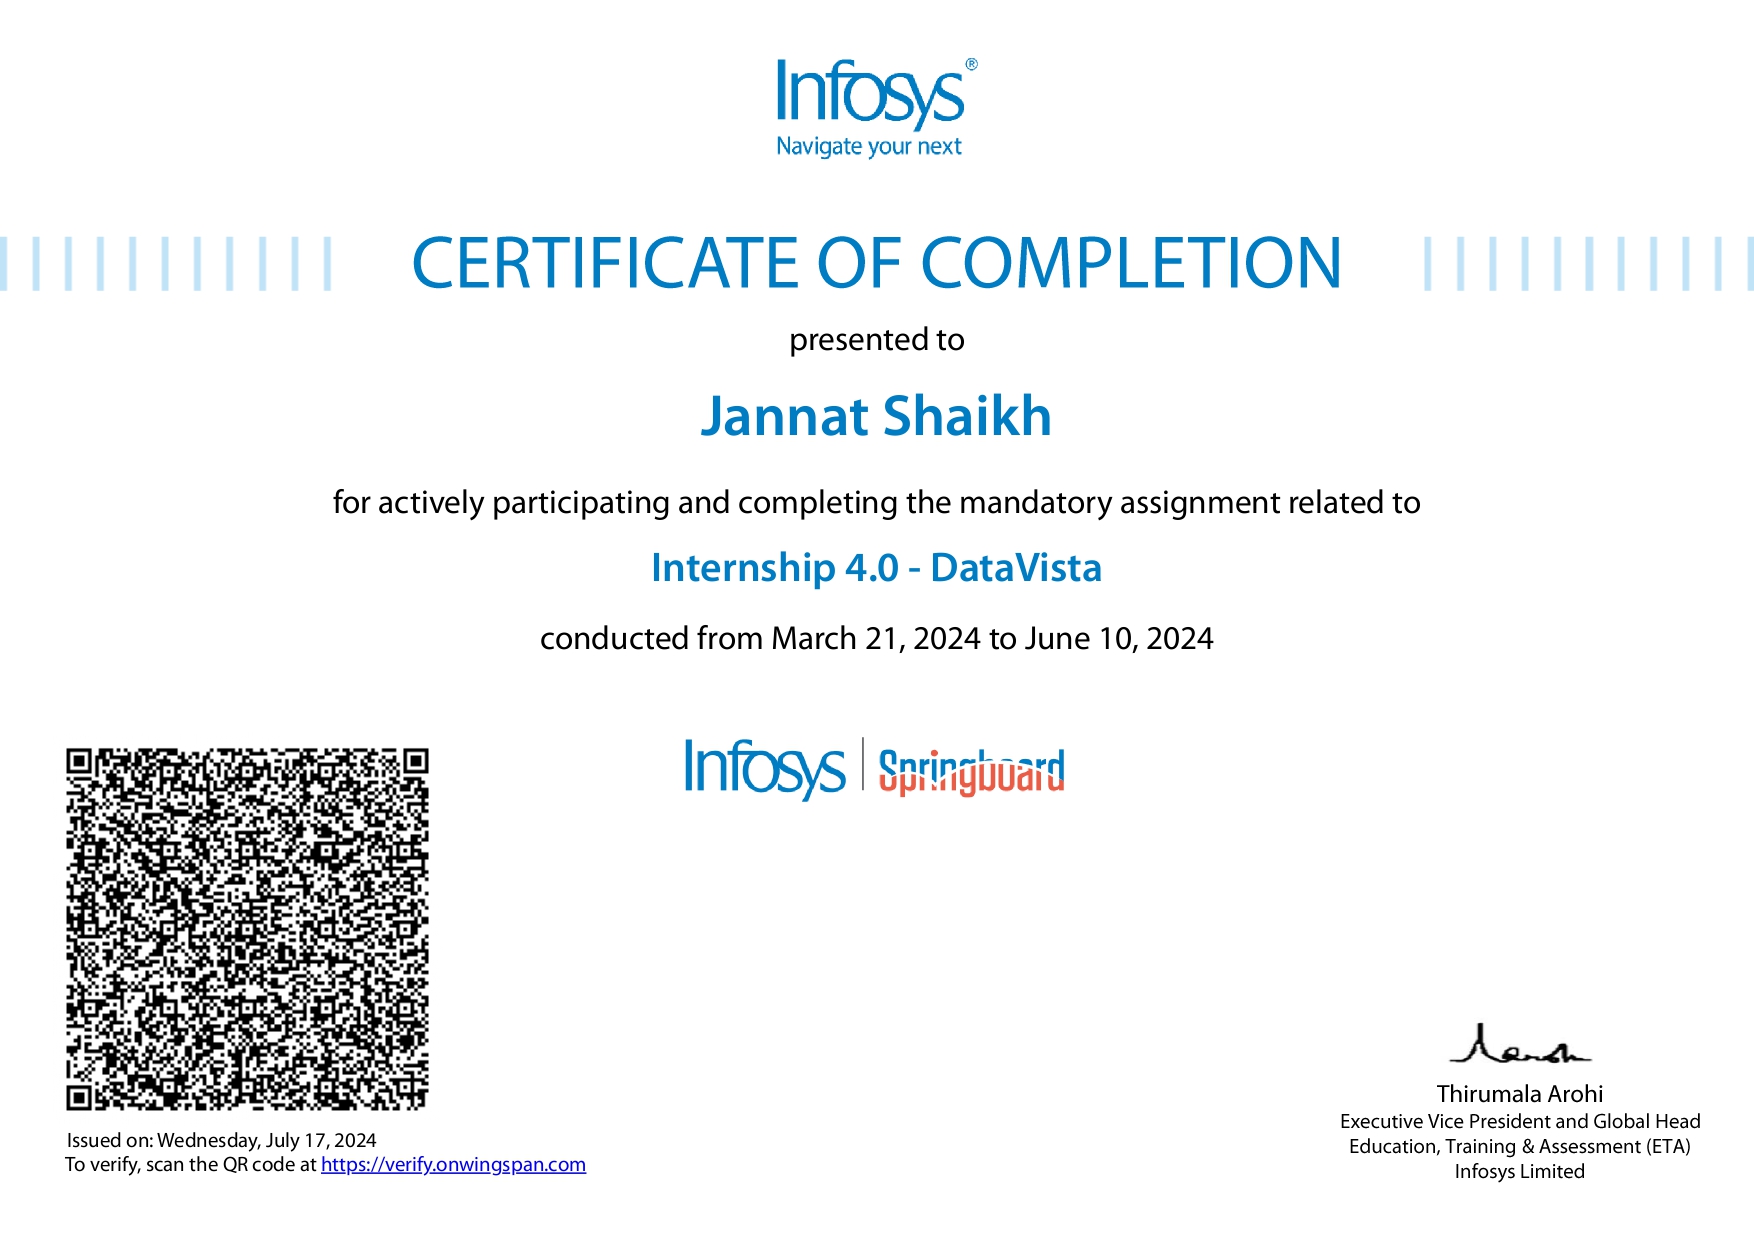 Infosys®
Navigate your next
CERTIFICATE OF COMPLETION
presented to
Jannat Shaikh
for actively participating and completing the mandatory assignment related to
Internship 4.0 - DataVista
conducted from March 21, 2024 to June 10, 2024
Infosys | Springboard
Issued on: Wednesday, July 17, 2024
To verify, scan the QR code at https://verify.onwingspan.com
Thirumala Arohi
Executive Vice President and Global Head
Education, Training & Assessment (ETA)
Infosys Limited